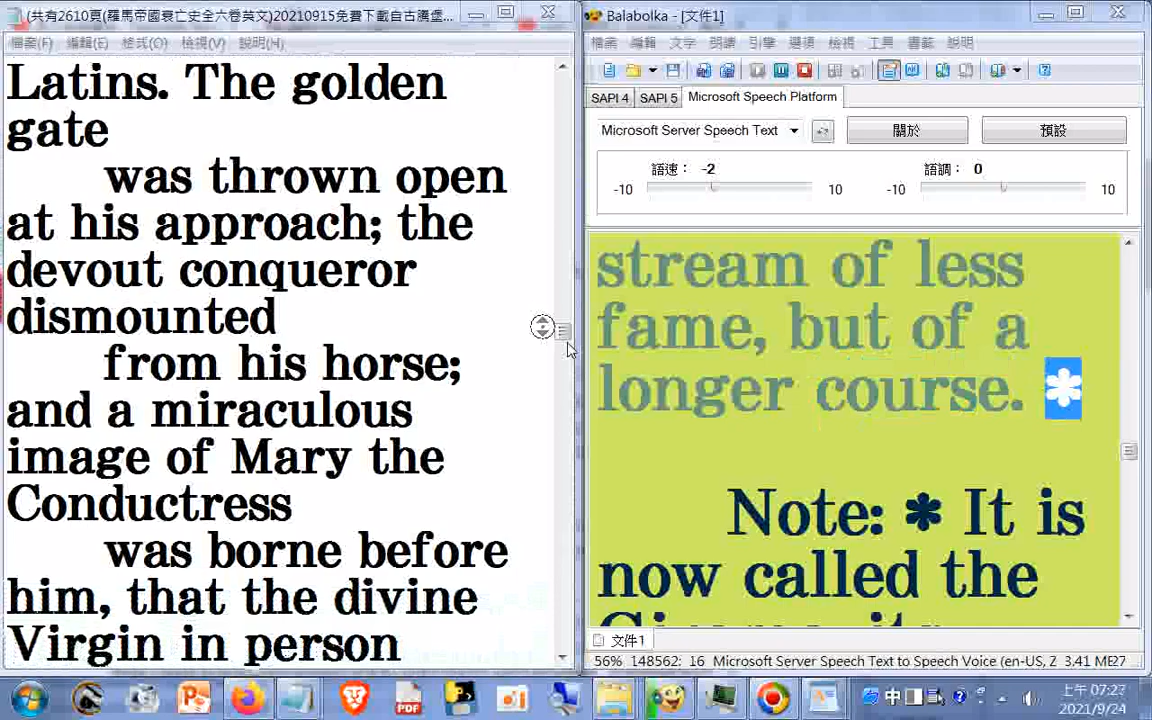 (共有2610頁(羅馬帝國衰亡史全六卷英文)20210915免費下載自古騰堡...
檔案(F) 編輯(E) 格式(O) 檢視(V) 說明(H)
Latins. The golden
gate
was thrown open
at his approach; the
devout conqueror
dismounted
from his horse;
and a miraculous
image of Mary the
Conductress
was borne before
him, that the divine
Virgin in person
Balabolka - [文件1]
檔案 編輯 文字 朗讀 引擎 選項 檢視 工具 書籤 說明
SAPI 4 SAPI 5 Microsoft Speech Platform
Microsoft Server Speech Text 關於 預設
語速: -2 語調: 0
-10 10 -10 10
stream of less
fame, but of a
longer course. *
Note: * It is
now called the
文件1
56% 148562: 16 Microsoft Server Speech Text to Speech Voice (en-US, Z 3.41 ME27
中
上午 07:27
2021/9/24
PDF